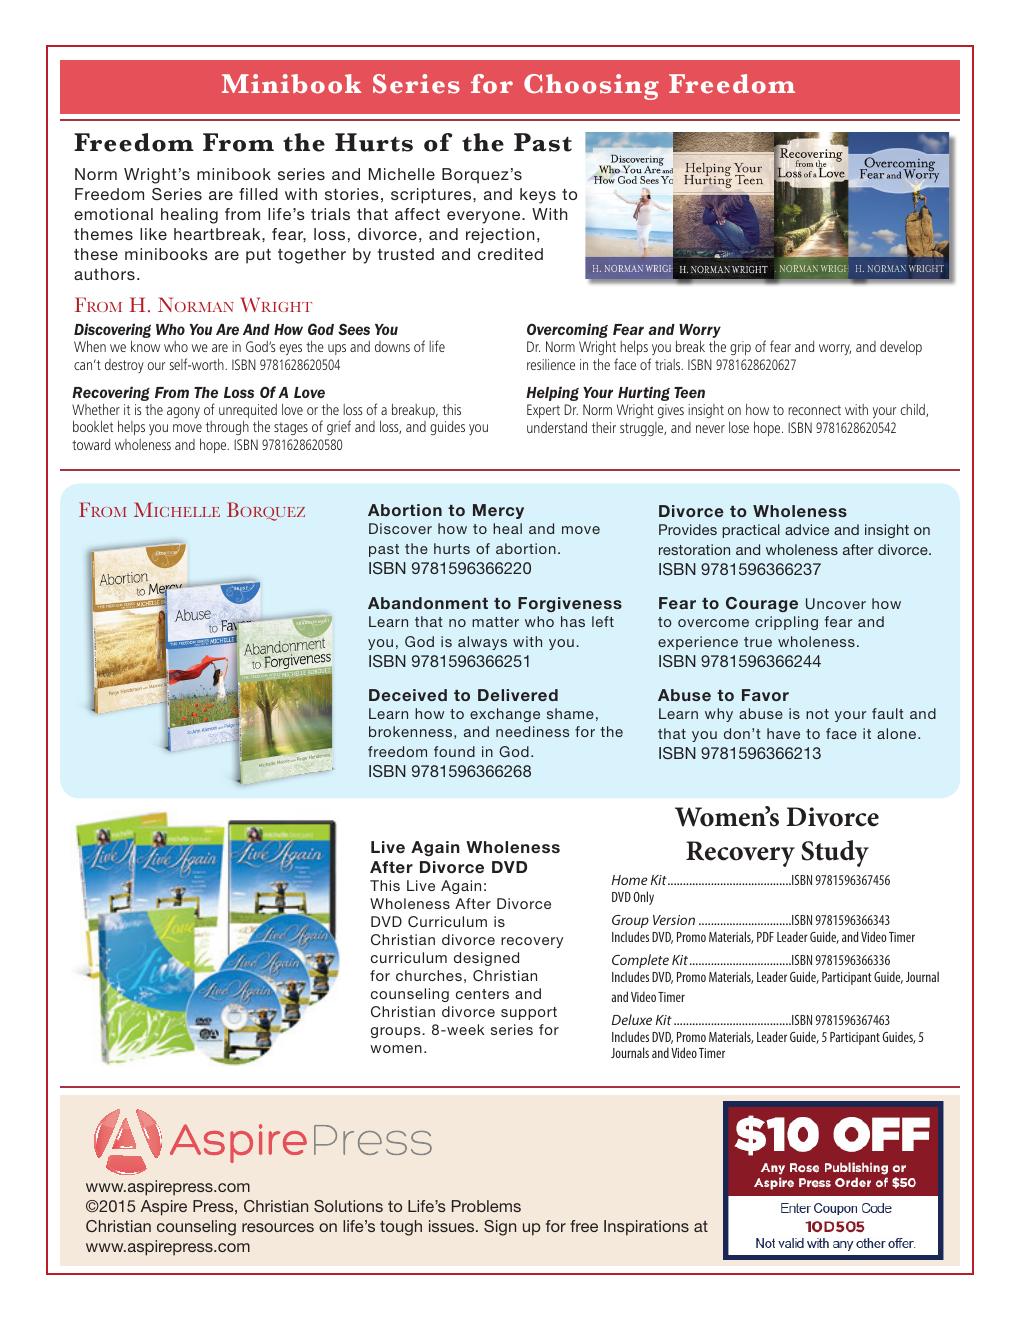 Minibook Series for Choosing Freedom
Freedom From the Hurts of the Past
Norm Wright's minibook series and Michelle Borquez's
Freedom Series are filled with stories, scriptures, and keys to
emotional healing from life's trials that affect everyone. With
themes like heartbreak, fear, loss, divorce, and rejection,
these minibooks are put together by trusted and credited
authors.
Discovering
Who You Are and
How God Sees Yo
H. NORMAN WRIGH
Helping Your
Hurting Teen
H. NORMAN WRIGHT
Recovering
from the
Loss of a Love
. NORMAN WRIGH
Overcoming
Fear and Worry
H. NORMAN WRIGHT
From H. Norman Wright
Discovering Who You Are And How God Sees You
When we know who we are in God's eyes the ups and downs of life
can't destroy our self-worth. ISBN 9781628620504
Recovering From The Loss Of A Love
Whether it is the agony of unrequited love or the loss of a breakup, this
booklet helps you move through the stages of grief and loss, and guides you
toward wholeness and hope. ISBN 9781628620580
Overcoming Fear and Worry
Dr. Norm Wright helps you break the grip of fear and worry, and develop
resilience in the face of trials. ISBN 9781628620627
Helping Your Hurting Teen
Expert Dr. Norm Wright gives insight on how to reconnect with your child,
understand their struggle, and never lose hope. ISBN 9781628620542
From Michelle Borquez
Abortion
to Mercy
Abuse
to Favor
Abandonment
to Forgiveness
Abortion to Mercy
Discover how to heal and move
past the hurts of abortion.
ISBN 9781596366220
Abandonment to Forgiveness
Learn that no matter who has left
you, God is always with you.
ISBN 9781596366251
Deceived to Delivered
Learn how to exchange shame,
brokenness, and neediness for the
freedom found in God.
ISBN 9781596366268
Divorce to Wholeness
Provides practical advice and insight on
restoration and wholeness after divorce.
ISBN 9781596366237
Fear to Courage Uncover how
to overcome crippling fear and
experience true wholeness.
ISBN 9781596366244
Abuse to Favor
Learn why abuse is not your fault and
that you don't have to face it alone.
ISBN 9781596366213
Live Again
Live Again
Live Again
Live Again
Live Again
Live Again
DVD
Live Again Wholeness
After Divorce DVD
This Live Again:
Wholeness After Divorce
DVD Curriculum is
Christian divorce recovery
curriculum designed
for churches, Christian
counseling centers and
Christian divorce support
groups. 8-week series for
women.
Women's Divorce
Recovery Study
Home Kit..........................................ISBN 9781596367456
DVD Only
Group Version ................................ISBN 9781596366343
Includes DVD, Promo Materials, PDF Leader Guide, and Video Timer
Complete Kit...................................ISBN 9781596366336
Includes DVD, Promo Materials, Leader Guide, Participant Guide, Journal
and Video Timer
Deluxe Kit ........................................ISBN 9781596367463
Includes DVD, Promo Materials, Leader Guide, 5 Participant Guides, 5
Journals and Video Timer
AspirePress
www.aspirepress.com
©2015 Aspire Press, Christian Solutions to Life's Problems
Christian counseling resources on life's tough issues. Sign up for free Inspirations at
www.aspirepress.com
$10 OFF
Any Rose Publishing or
Aspire Press Order of $50
Enter Coupon Code
10D505
Not valid with any other offer.